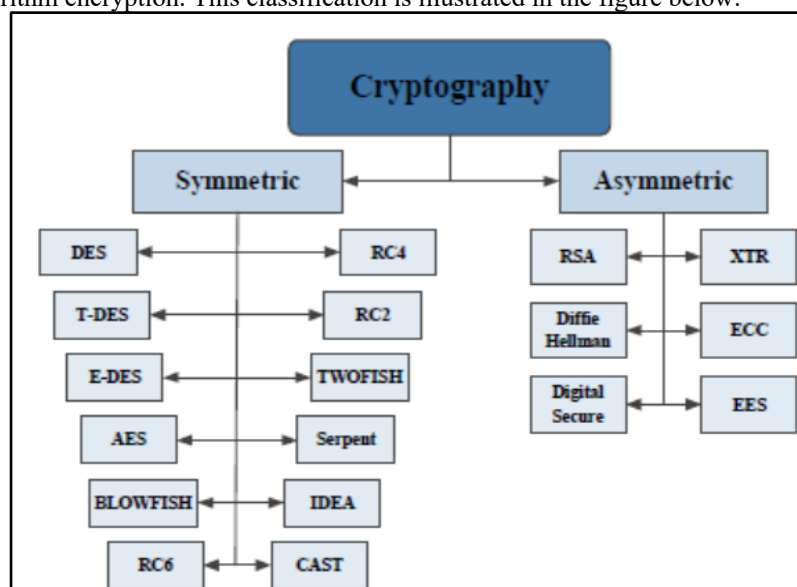 rithm encryption. This classification is illustrated in the figure below:
Cryptography
Symmetric
Asymmetric
DES
RC4
T-DES
RC2
E-DES
TWOFISH
AES
Serpent
BLOWFISH
IDEA
RC6
CAST
RSA
XTR
Diffie
Hellman
ECC
Digital
Secure
EES